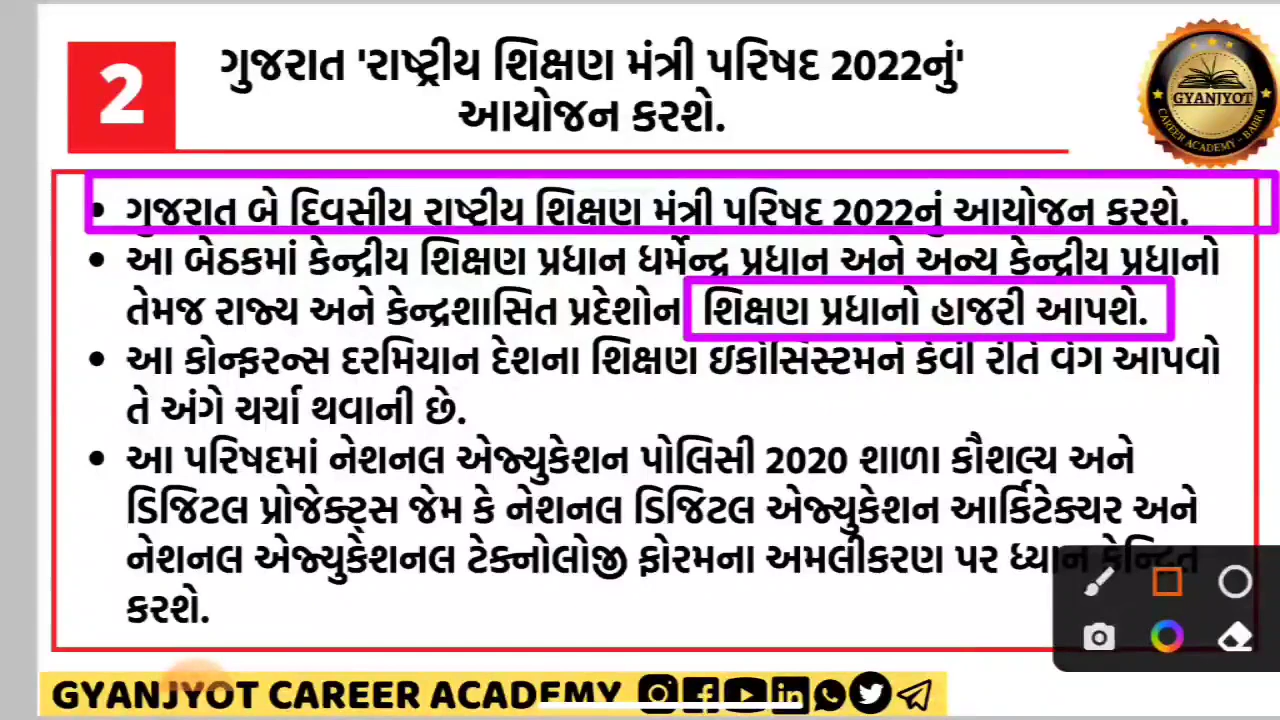 2
ગુજરાત 'રાષ્ટ્રીય શિક્ષણ મંત્રી પરિષદ 2022નું'
આયોજન કરશે.
GYANJYOT
CAREER ACADEMY - BABRA
• ગુજરાત બે દિવસીય રાષ્ટ્રીય શિક્ષણ મંત્રી પરિષદ 2022નું આયોજન કરશે.
• આ બેઠકમાં કેન્દ્રીય શિક્ષણ પ્રધાન ધર્મેન્દ્ર પ્રધાન અને અન્ય કેન્દ્રીય પ્રધાનો
તેમજ રાજ્ય અને કેન્દ્રશાસિત પ્રદેશોન શિક્ષણ પ્રધાનો હાજરી આપશે.
• આ કોન્ફરન્સ દરમિયાન દેશના શિક્ષણ ઇકોસિસ્ટમને કેવી રીતે વેગ આપવો
તે અંગે ચર્ચા થવાની છે.
• આ પરિષદમાં નેશનલ એજ્યુકેશન પોલિસી 2020 શાળા કૌશલ્ય અને
ડિજિટલ પ્રોજેક્ટ્સ જેમ કે નેશનલ ડિજિટલ એજ્યુકેશન આર્કિટેક્ચર અને
નેશનલ એજ્યુકેશનલ ટેક્નોલોજી ફોરમના અમલીકરણ પર ધ્યાન કેન્દ્રિત
કરશે.
GYANJYOT CAREER ACADEMY